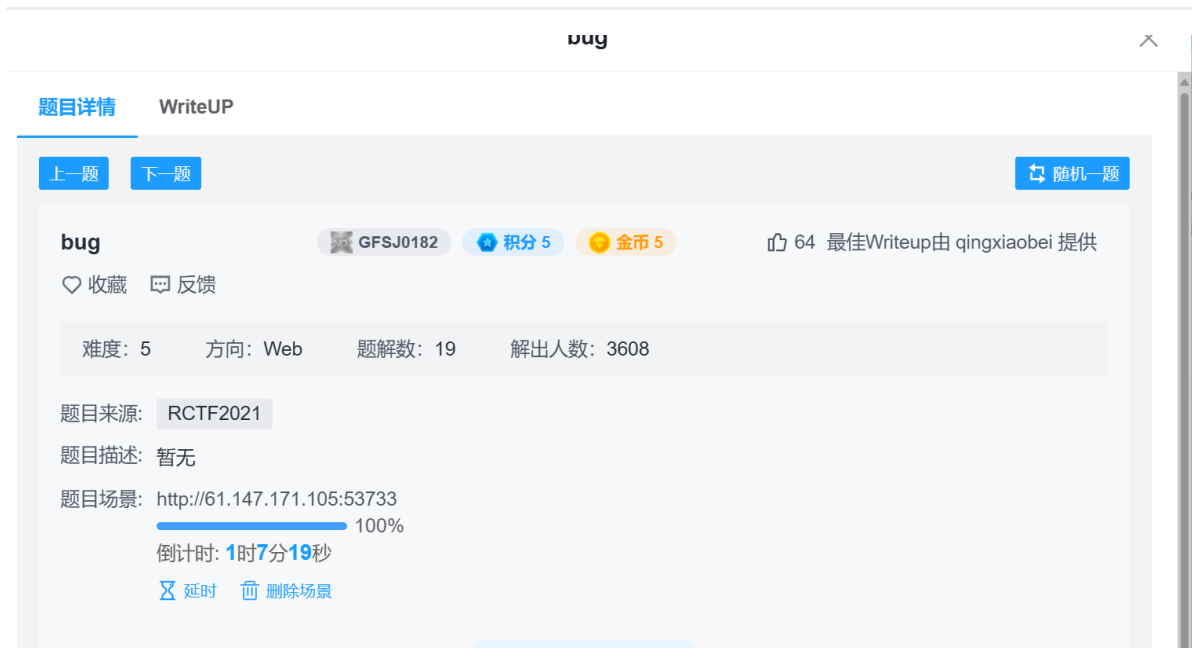 bug
题目详情 WriteUP
上一题 下一题 随机一题
bug GFSJ0182 积分 5 金币 5 64 最佳Writeup由 qingxiaobei 提供
收藏 反馈
难度：5 方向：Web 题解数：19 解出人数：3608
题目来源: RCTF2021
题目描述: 暂无
题目场景: http://61.147.171.105:53733
100%
倒计时: 1时7分19秒
延时 删除场景